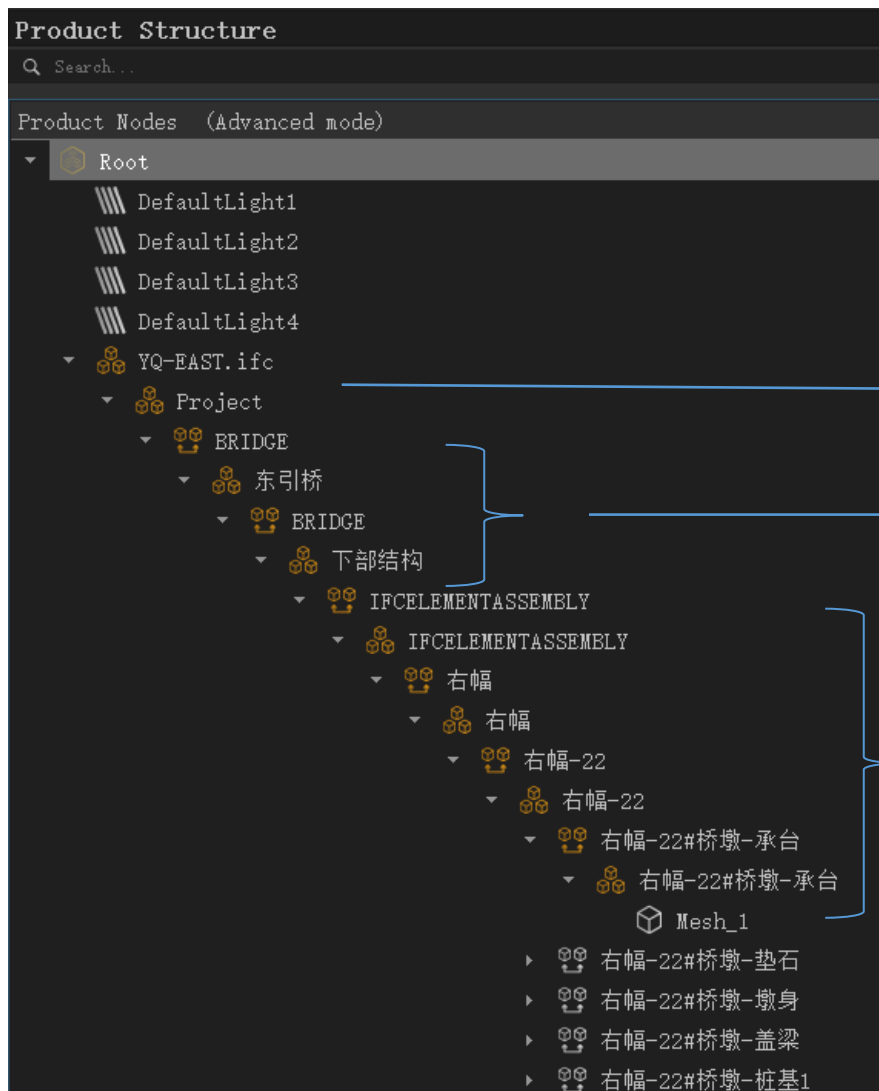 Product Structure
Search...
Product Nodes (Advanced mode)
Root
DefaultLight1
DefaultLight2
DefaultLight3
DefaultLight4
YQ-EAST.ifc
Project
BRIDGE
东引桥
BRIDGE
下部结构
IFCELEMENTASSEMBLY
IFCELEMENTASSEMBLY
右幅
右幅
右幅-22
右幅-22
右幅-22#桥墩-承台
右幅-22#桥墩-承台
Mesh_1
右幅-22#桥墩-垫石
右幅-22#桥墩-墩身
右幅-22#桥墩-盖梁
右幅-22#桥墩-桩基1